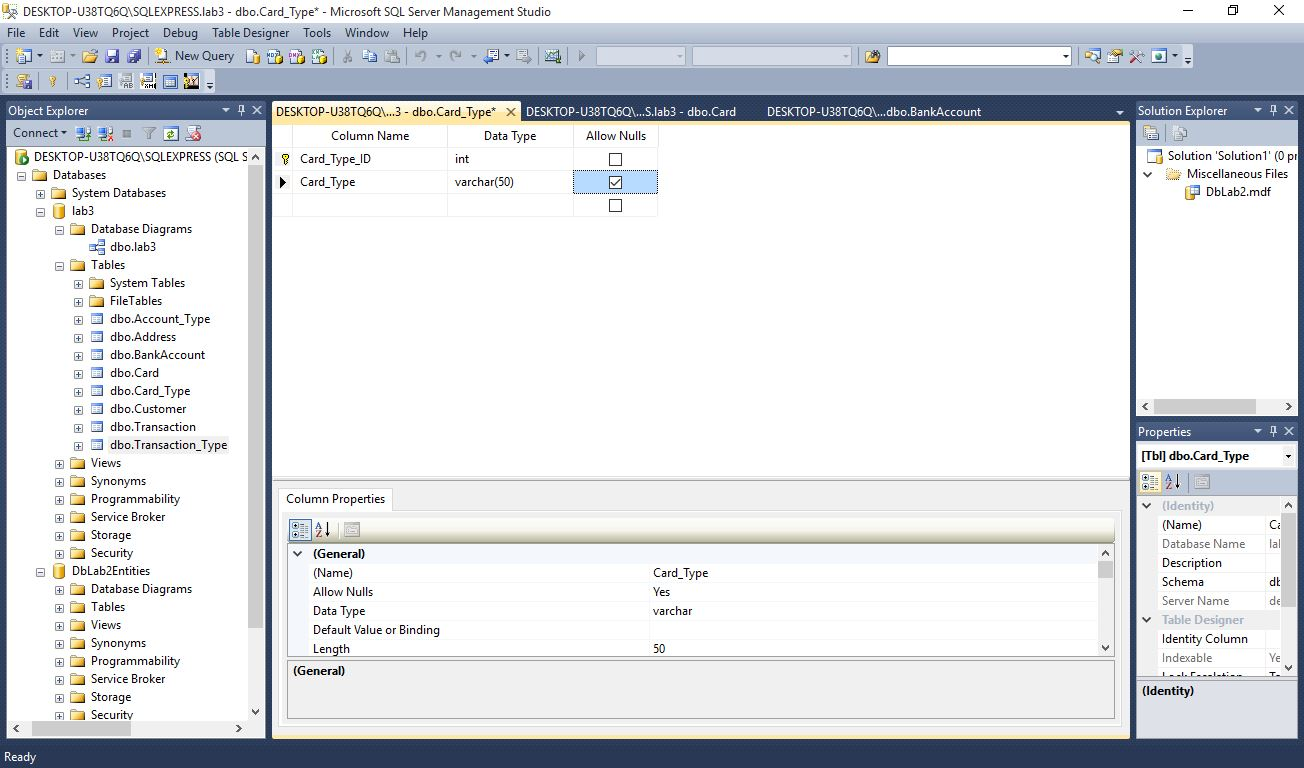 DESKTOP-U38TQ6Q\SQLEXPRESS.lab3 - dbo.Card_Type* - Microsoft SQL Server Management Studio
File Edit View Project Debug Table Designer Tools Window Help
New Query
Object Explorer
Connect
DESKTOP-U38TQ6Q\SQLEXPRESS (SQL S
Databases
System Databases
lab3
Database Diagrams
dbo.lab3
Tables
System Tables
FileTables
dbo.Account_Type
dbo.Address
dbo.BankAccount
dbo.Card
dbo.Card_Type
dbo.Customer
dbo.Transaction
dbo.Transaction_Type
Views
Synonyms
Programmability
Service Broker
Storage
Security
DbLab2Entities
Database Diagrams
Tables
Views
Synonyms
Programmability
Service Broker
Storage
Security
DESKTOP-U38TQ6Q\...3 - dbo.Card_Type* DESKTOP-U38TQ6Q\...S.lab3 - dbo.Card DESKTOP-U38TQ6Q\...dbo.BankAccount
Column Name Data Type Allow Nulls
Card_Type_ID int
Card_Type varchar(50)
Column Properties
(General)
(Name) Card_Type
Allow Nulls Yes
Data Type varchar
Default Value or Binding
Length 50
(General)
Solution Explorer
Solution 'Solution1' (0 pr
Miscellaneous Files
DbLab2.mdf
Properties
[Tbl] dbo.Card_Type
(Identity)
(Name) Ca
Database Name lal
Description
Schema db
Server Name de
Table Designer
Identity Column
Indexable Ye
(Identity)
Ready